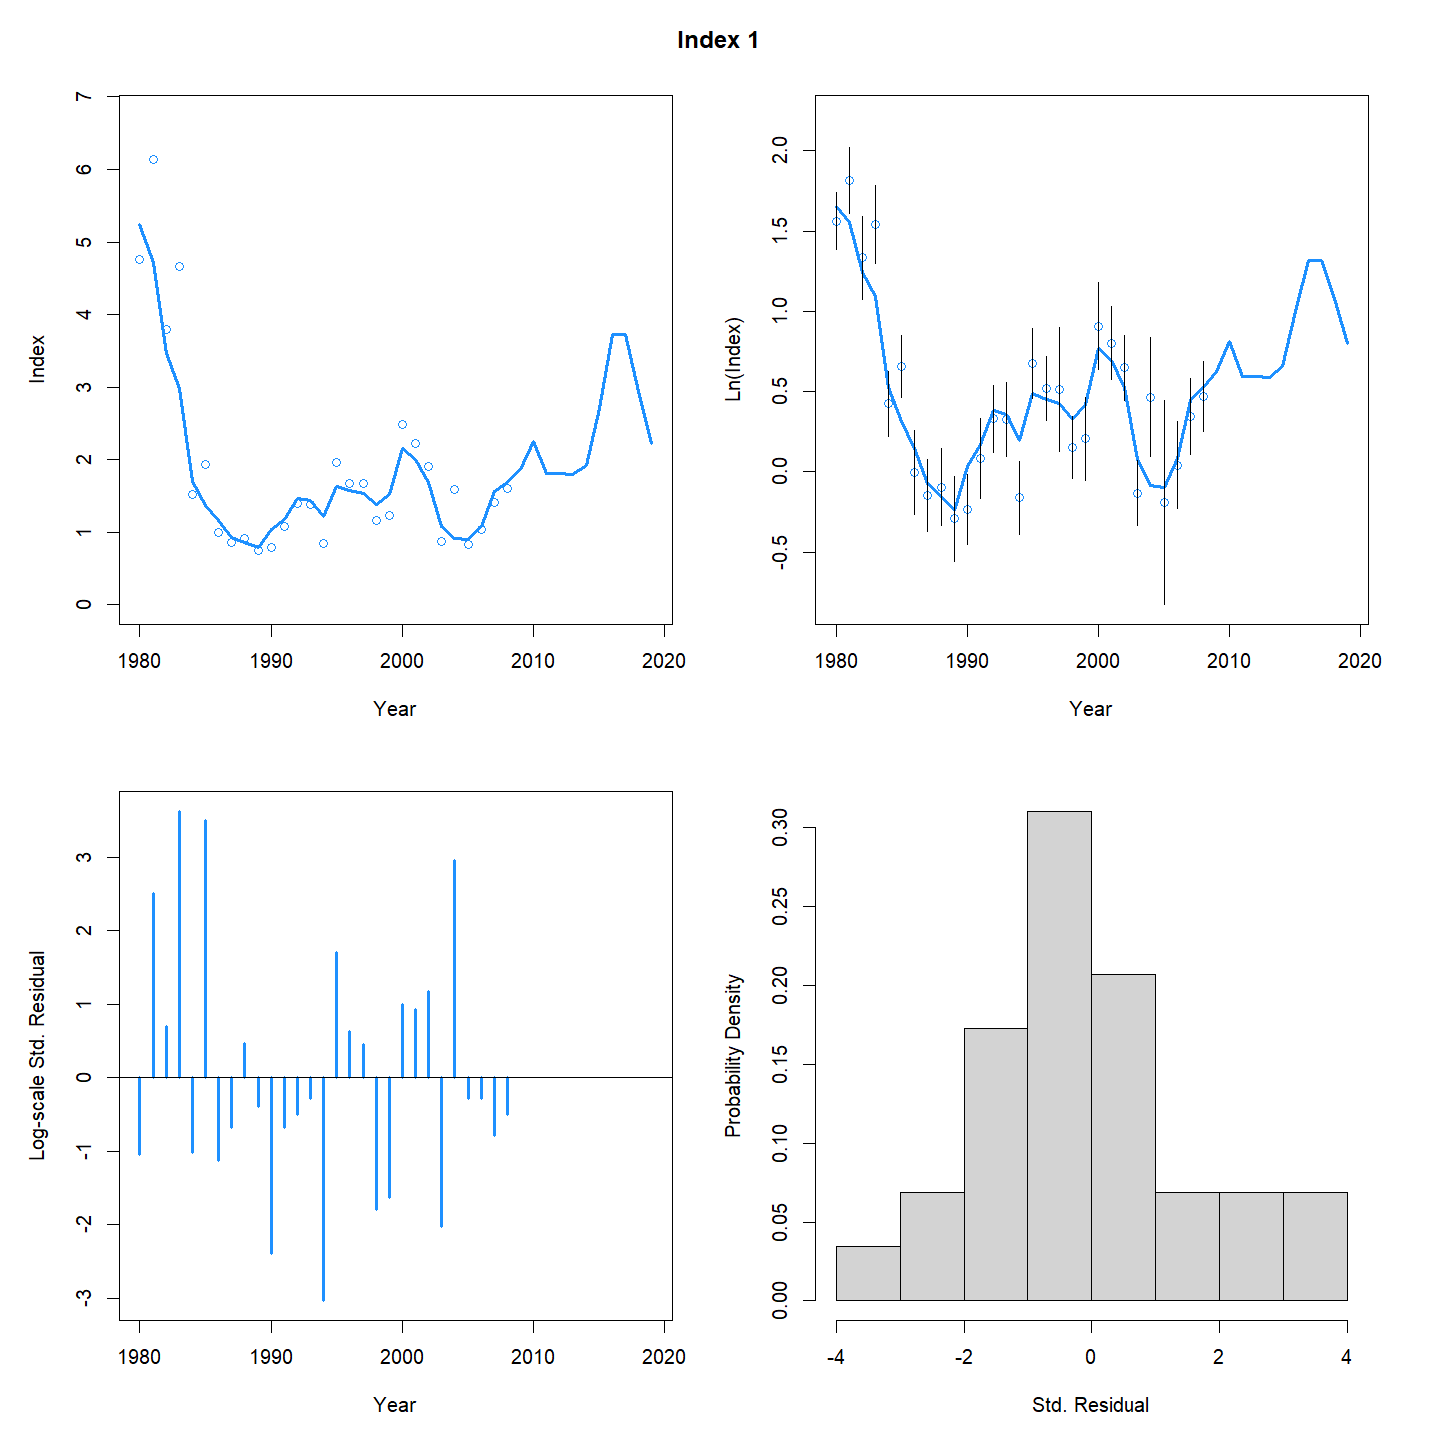 Index 1
7
6
5
4
3
2
1
0
Index
1980 1990 2000 2010 2020
Year
2.0
1.5
1.0
0.5
0.0
-0.5
Ln(Index)
1980 1990 2000 2010 2020
Year
3
2
1
0
-1
-2
-3
Log-scale Std. Residual
1980 1990 2000 2010 2020
Year
0.30
0.25
0.20
0.15
0.10
0.05
0.00
Probability Density
-4 -2 0 2 4
Std. Residual